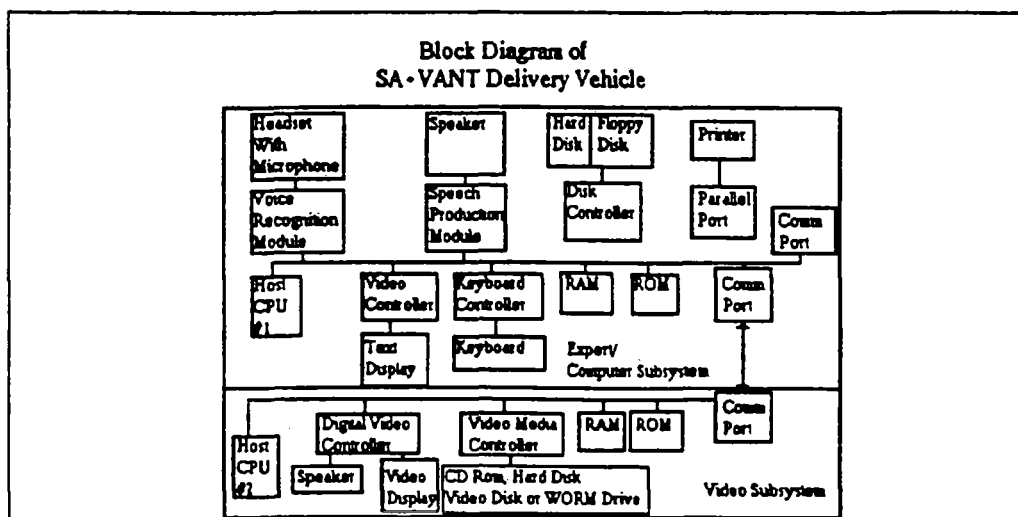 Block Diagram of
SA-VANT Delivery Vehicle
Headset
With
Microphone
Speaker
Hard
Disk
Floppy
Disk
Printer
Voice
Recognition
Module
Speech
Production
Module
Disk
Controller
Parallel
Port
Comm
Port
Host
CPU
#1
Video
Controller
Keyboard
Controller
RAM
ROM
Comm
Port
Text
Display
Keyboard
Expert/
Computer Subsystem
Host
CPU
#2
Digital Video
Controller
Video Media
Controller
RAM
ROM
Comm
Port
Speaker
Video
Display
CD Rom, Hard Disk
Video Disk or WORM Drive
Video Subsystem